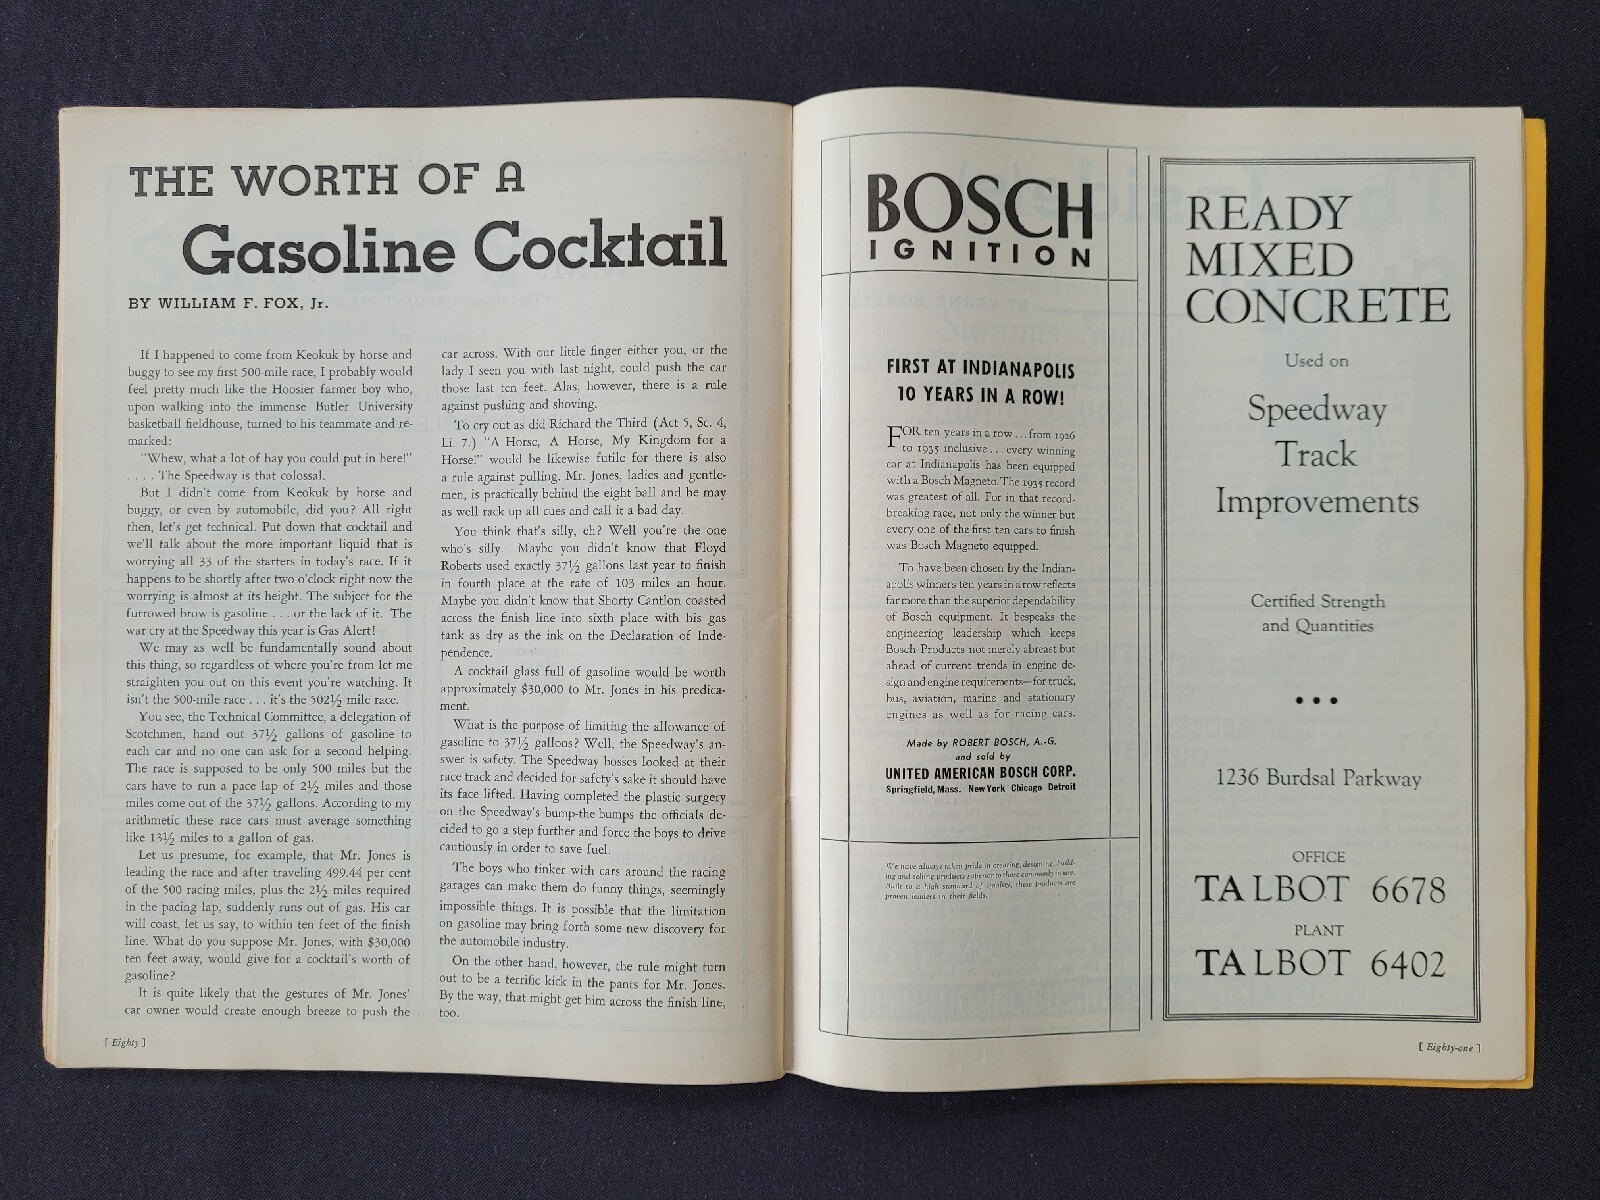 THE WORTH OF A
Gasoline Cocktail
BY WILLIAM F. FOX, Jr.
If I happened to come from Keokuk by horse and
buggy to see my first 500-mile race, I probably would
feel pretty much like the Hoosier farmer boy who,
upon walking into the immense Butler University
basketball fieldhouse, turned to his teammate and re-
marked:
"Whew, what a lot of hay you could put in here!"
. . . . The Speedway is that colossal.
But I didn't come from Keokuk by horse and
buggy, or even by automobile, did you? All right
then, let's get technical. Put down that cocktail and
we'll talk about the more important liquid that is
worrying all 33 of the starters in today's race. If it
happens to be shortly after two o'clock right now the
worrying is almost at its height. The subject for the
furrowed brow is gasoline . . . or the lack of it. The
war cry at the Speedway this year is Gas Alert!
We may as well be fundamentally sound about
this thing, so regardless of where you're from let me
straighten you out on this event you're watching. It
isn't the 500-mile race . . . it's the 502½ mile race.
You see, the Technical Committee, a delegation of
Scotchmen, hand out 37½ gallons of gasoline to
each car and no one can ask for a second helping.
The race is supposed to be only 500 miles but the
cars have to run a pace lap of 2½ miles and those
miles come out of the 37½ gallons. According to my
arithmetic these race cars must average something
like 13½ miles to a gallon of gas.
Let us presume, for example, that Mr. Jones is
leading the race and after traveling 499.44 per cent
of the 500 racing miles, plus the 2½ miles required
in the pacing lap, suddenly runs out of gas. His car
will coast, let us say, to within ten feet of the finish
line. What do you suppose Mr. Jones, with $30,000
ten feet away, would give for a cocktail's worth of
gasoline?
It is quite likely that the gestures of Mr. Jones'
car owner would create enough breeze to push the
car across. With our little finger either you, or the
lady I seen you with last night, could push the car
those last ten feet. Alas, however, there is a rule
against pushing and shoving.
To cry out as did Richard the Third (Act 5, Sc. 4,
Li. 7.) "A Horse, A Horse, My Kingdom for a
Horse!" would be likewise futile for there is also
a rule against pulling. Mr. Jones, ladies and gentle-
men, is practically behind the eight ball and he may
as well rack up all cues and call it a bad day.
You think that's silly, eh? Well you're the one
who's silly. Maybe you didn't know that Floyd
Roberts used exactly 37½ gallons last year to finish
in fourth place at the rate of 103 miles an hour.
Maybe you didn't know that Shorty Cantlon coasted
across the finish line into sixth place with his gas
tank as dry as the ink on the Declaration of Inde-
pendence.
A cocktail glass full of gasoline would be worth
approximately $30,000 to Mr. Jones in his predica-
ment.
What is the purpose of limiting the allowance of
gasoline to 37½ gallons? Well, the Speedway's an-
swer is safety. The Speedway bosses looked at their
race track and decided for safety's sake it should have
its face lifted. Having completed the plastic surgery
on the Speedway's bump-the bumps the officials de-
cided to go a step further and force the boys to drive
cautiously in order to save fuel.
The boys who tinker with cars around the racing
garages can make them do funny things, seemingly
impossible things. It is possible that the limitation
on gasoline may bring forth some new discovery for
the automobile industry.
On the other hand, however, the rule might turn
out to be a terrific kick in the pants for Mr. Jones.
By the way, that might get him across the finish line,
too.
[ Eighty ]
BOSCH
IGNITION
FIRST AT INDIANAPOLIS
10 YEARS IN A ROW!
FOR ten years in a row . . . from 1926
to 1935 inclusive . . . every winning
car at Indianapolis has been equipped
with a Bosch Magneto. The 1935 record
was greatest of all. For in that record-
breaking race, not only the winner but
every one of the first ten cars to finish
was Bosch Magneto equipped.
To have been chosen by the Indian-
apolis winners ten years in a row reflects
far more than the superior dependability
of Bosch equipment. It bespeaks the
engineering leadership which keeps
Bosch Products not merely abreast but
ahead of current trends in engine de-
sign and engine requirements—for truck,
bus, aviation, marine and stationary
engines as well as for racing cars.
Made by ROBERT BOSCH, A.-G.
and sold by
UNITED AMERICAN BOSCH CORP.
Springfield, Mass. New York Chicago Detroit
We have always taken pride in creating, designing, build-
ing and selling products superior to those commonly in use.
Built to a high standard of quality, these products are
proven leaders in their fields.
READY
MIXED
CONCRETE
Used on
Speedway
Track
Improvements
Certified Strength
and Quantities
• • •
1236 Burdsal Parkway
OFFICE
TALBOT 6678
PLANT
TALBOT 6402
[ Eighty-one ]